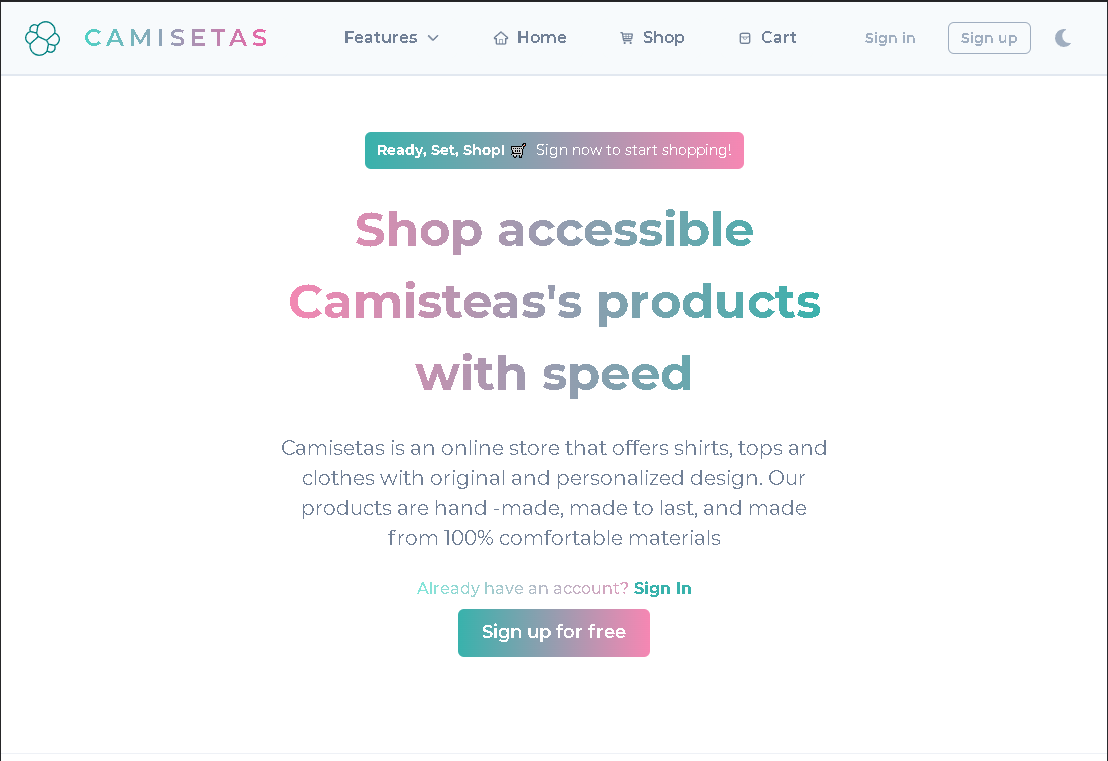 CAMISETAS
Features
Home
Shop
Cart
Sign in
Sign up
Ready, Set, Shop! 🛒 Sign now to start shopping!
Shop accessible
Camisteas's products
with speed
Camisetas is an online store that offers shirts, tops and
clothes with original and personalized design. Our
products are hand -made, made to last, and made
from 100% comfortable materials
Already have an account? Sign In
Sign up for free